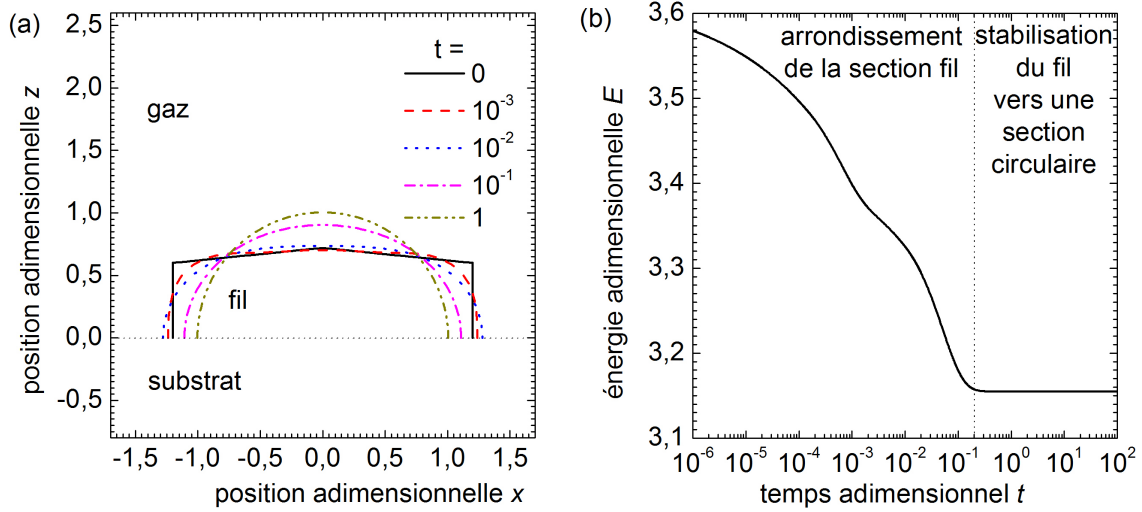 (a)
2,5
2,0
1,5
1,0
0,5
0,0
-0,5
position adimensionnelle z
-1,5 -1,0 -0,5 0,0 0,5 1,0 1,5
position adimensionnelle x
t =
0
10⁻³
10⁻²
10⁻¹
1
gaz
fil
substrat
(b)
3,6
3,5
3,4
3,3
3,2
3,1
énergie adimensionnelle E
10⁻⁶ 10⁻⁵ 10⁻⁴ 10⁻³ 10⁻² 10⁻¹ 10⁰ 10¹ 10²
temps adimensionnel t
arrondissement
de la section fil
stabilisation
du fil
vers une
section
circulaire